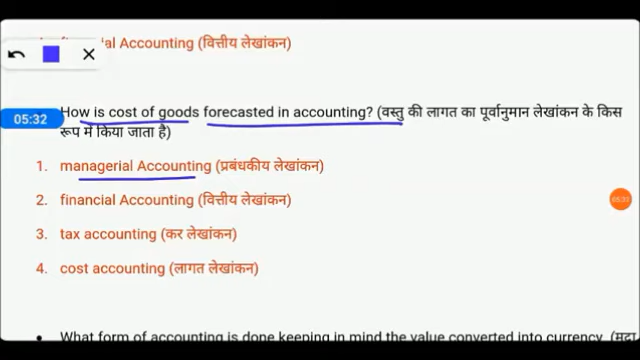 Accounting (वित्तीय लेखांकन)
05:32
How is cost of goods forecasted in accounting? (वस्तु की लागत का पूर्वानुमान लेखांकन के किस
रूप में किया जाता है)
1. managerial Accounting (प्रबंधकीय लेखांकन)
2. financial Accounting (वित्तीय लेखांकन)
05:31
3. tax accounting (कर लेखांकन)
4. cost accounting (लागत लेखांकन)
• What form of accounting is done keeping in mind the value converted into currency. (मुद्रा